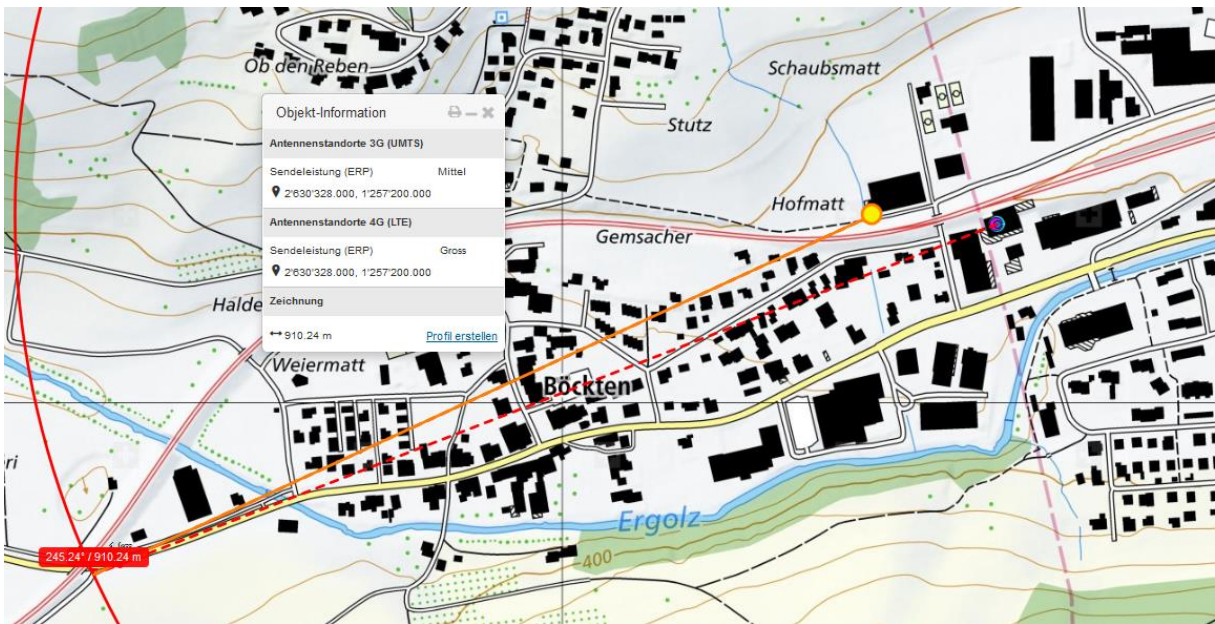 Ob den Reben
Schaubsmatt
Objekt-Information
Antennenstandorte 3G (UMTS)
Stutz
Sendeleistung (ERP) Mittel
2'630'328.000, 1'257'200.000
Hofmatt
Antennenstandorte 4G (LTE)
Gemsacher
Sendeleistung (ERP) Gross
2'630'328.000, 1'257'200.000
Halde
Zeichnung
910.24 m Profil erstellen
Weiermatt
Böckten
ri
Ergolz
245.24° / 910.24 m
400